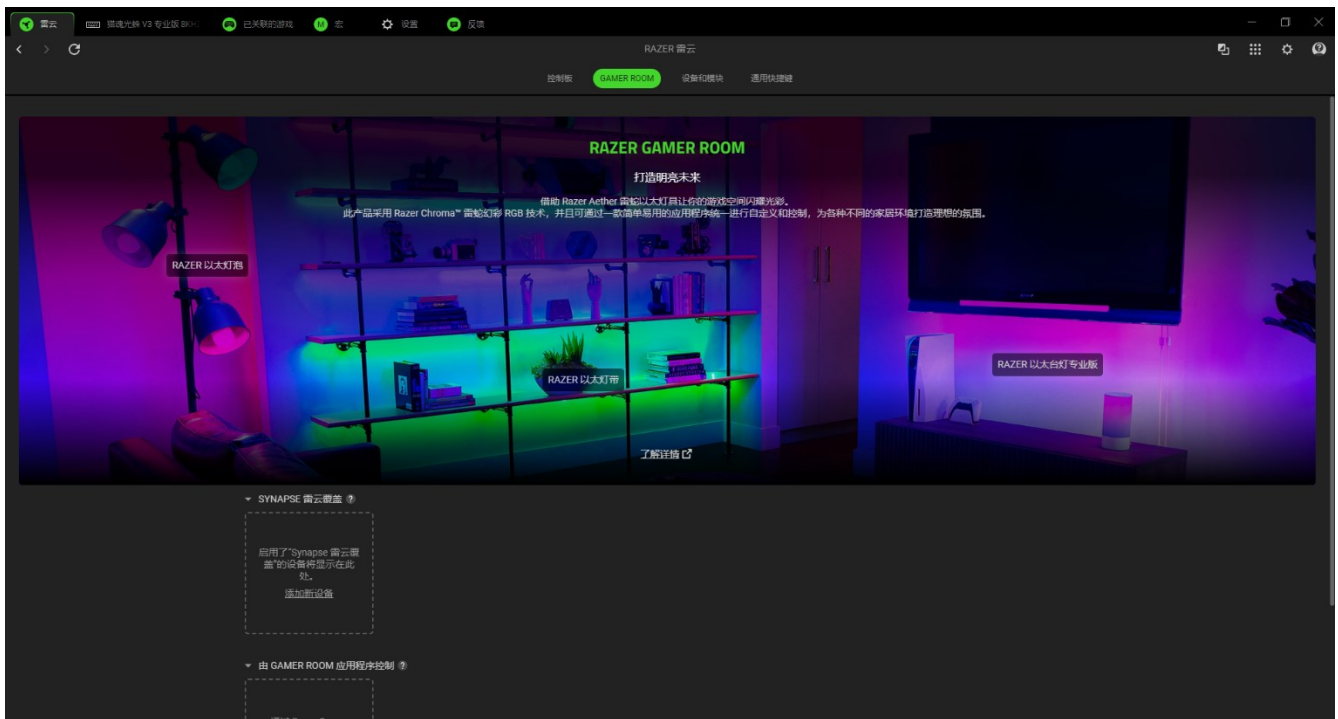 雷云
猎魂光蛛 V3 专业版 8KHZ
已关联的游戏
宏
设置
反馈
RAZER 雷云
控制板
GAMER ROOM
设备和模块
通用快捷键
RAZER GAMER ROOM
打造明亮未来
借助 Razer Aether 雷蛇以太灯具让你的游戏空间闪耀光彩。
此产品采用 Razer Chroma™ 雷蛇幻彩 RGB 技术，并且可通过一款简单易用的应用程序统一进行自定义和控制，为各种不同的家居环境打造理想的氛围。
RAZER 以太灯泡
RAZER 以太灯带
RAZER 以太台灯专业版
了解详情
SYNAPSE 雷云覆盖
启用了“Synapse 雷云覆
盖”的设备将显示在此
处。
添加新设备
由 GAMER ROOM 应用程序控制